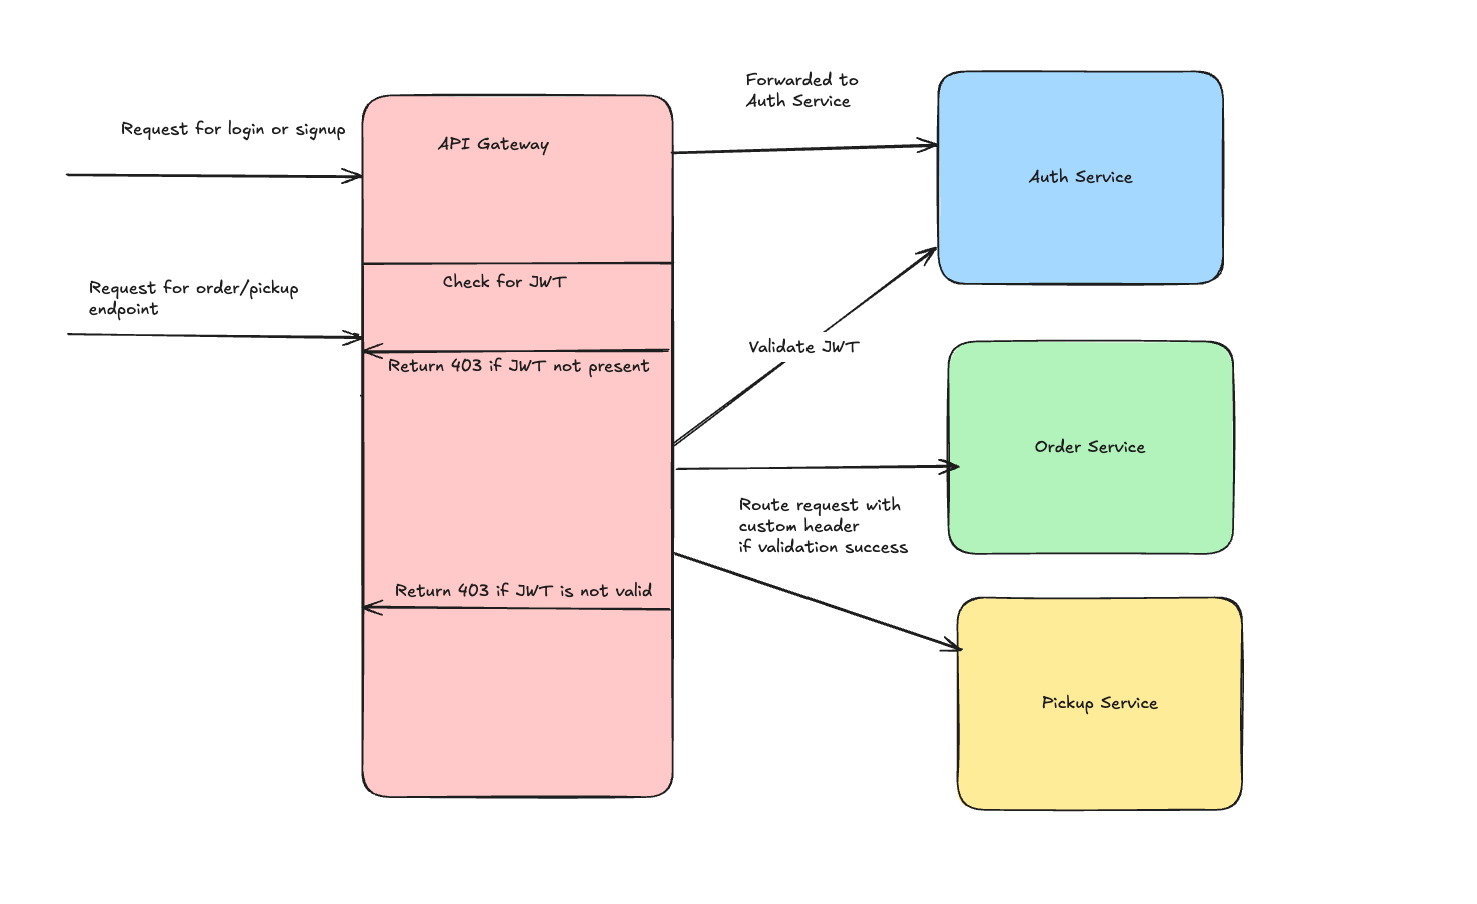 Forwarded to
Auth Service
Request for login or signup
API Gateway
Auth Service
Check for JWT
Request for order/pickup
endpoint
Return 403 if JWT not present
Validate JWT
Order Service
Route request with
custom header
if validation success
Return 403 if JWT is not valid
Pickup Service